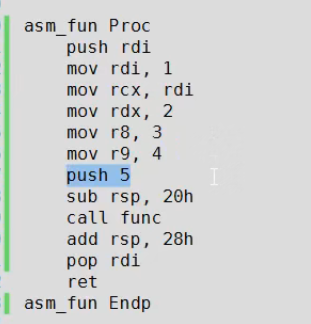 asm_fun Proc
push rdi
mov rdi, 1
mov rcx, rdi
mov rdx, 2
mov r8, 3
mov r9, 4
push 5
sub rsp, 20h
call func
add rsp, 28h
pop rdi
ret
asm_fun Endp